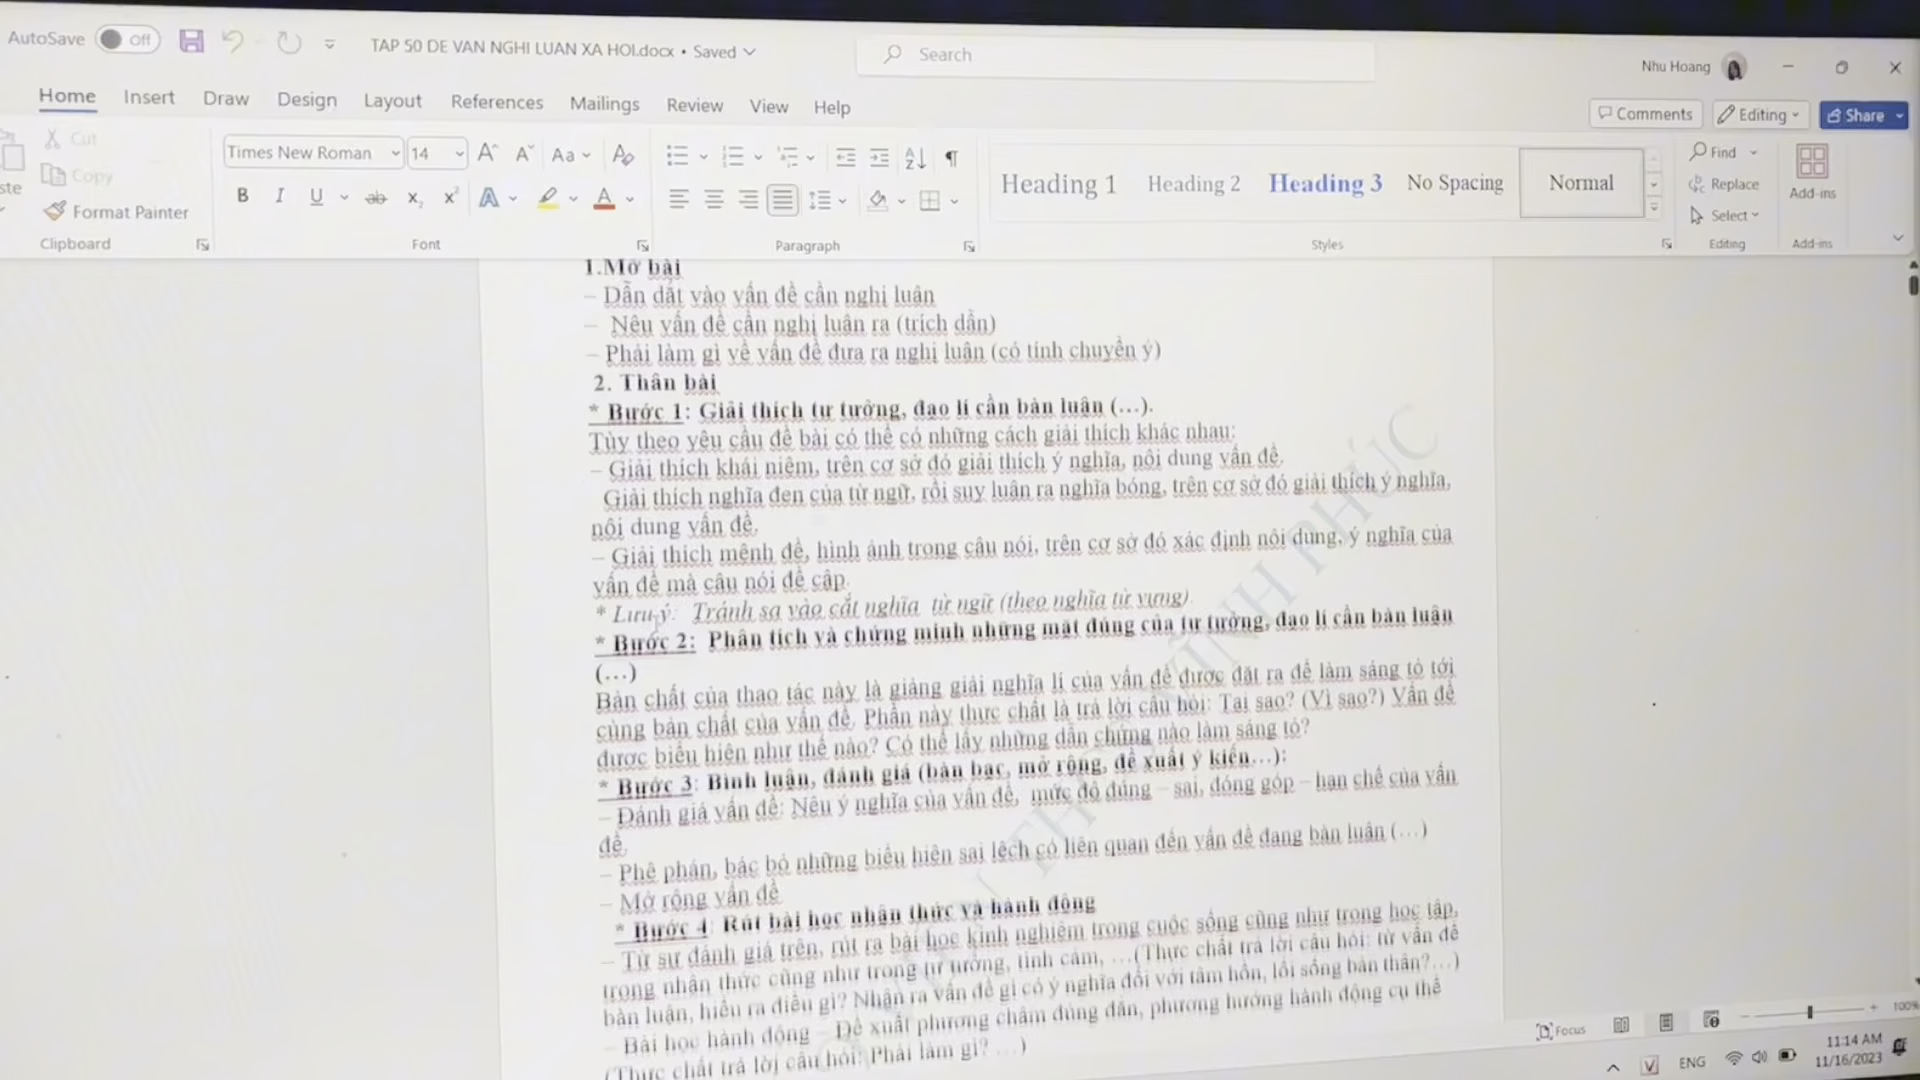 AutoSave Off TAP 50 DE VAN NGHI LUAN XA HOI.docx • Saved Search Nhu Hoang
Home Insert Draw Design Layout References Mailings Review View Help Comments Editing Share
Cut
Copy
Format Painter
Clipboard
Times New Roman 14
Font
Paragraph
Heading 1 Heading 2 Heading 3 No Spacing Normal
Styles
Find
Replace
Select
Editing
Add-ins
Add-ins
1.Mở bài
– Dẫn dắt vào vấn đề cần nghị luận
– Nêu vấn đề cần nghị luận ra (trích dẫn)
– Phải làm gì về vấn đề đưa ra nghị luận (có tính chuyển ý)
2. Thân bài
* Bước 1: Giải thích tư tưởng, đạo lí cần bàn luận (…).
Tùy theo yêu cầu đề bài có thể có những cách giải thích khác nhau:
– Giải thích khái niệm, trên cơ sở đó giải thích ý nghĩa, nội dung vấn đề.
Giải thích nghĩa đen của từ ngữ, rồi suy luận ra nghĩa bóng, trên cơ sở đó giải thích ý nghĩa,
nội dung vấn đề.
– Giải thích mệnh đề, hình ảnh trong câu nói, trên cơ sở đó xác định nội dung, ý nghĩa của
vấn đề mà câu nói đề cập.
* Lưu ý: Tránh sa vào cắt nghĩa từ ngữ (theo nghĩa từ vựng).
* Bước 2: Phân tích và chứng minh những mặt đúng của tư tưởng, đạo lí cần bàn luận
(…)
Bản chất của thao tác này là giảng giải nghĩa lí của vấn đề được đặt ra để làm sáng tỏ tới
cùng bản chất của vấn đề. Phần này thực chất là trả lời câu hỏi: Tại sao? (Vì sao?) Vấn đề
được biểu hiện như thế nào? Có thể lấy những dẫn chứng nào làm sáng tỏ?
* Bước 3: Bình luận, đánh giá (bàn bạc, mở rộng, đề xuất ý kiến…):
– Đánh giá vấn đề: Nêu ý nghĩa của vấn đề, mức độ đúng – sai, đóng góp – hạn chế của vấn
đề.
– Phê phán, bác bỏ những biểu hiện sai lệch có liên quan đến vấn đề đang bàn luận (…)
– Mở rộng vấn đề
* Bước 4: Rút bài học nhận thức và hành động
– Từ sự đánh giá trên, rút ra bài học kinh nghiệm trong cuộc sống cũng như trong học tập,
trong nhận thức cũng như trong tư tưởng, tình cảm, …(Thực chất trả lời câu hỏi: từ vấn đề
bàn luận, hiểu ra điều gì? Nhận ra vấn đề gì có ý nghĩa đối với tâm hồn, lối sống bản thân?…)
– Bài học hành động – Đề xuất phương châm đúng đắn, phương hướng hành động cụ thể
(Thực chất trả lời câu hỏi: Phải làm gì? …)
VĨNH PHÚC
Focus 100%
ENG 11:14 AM
11/16/2023